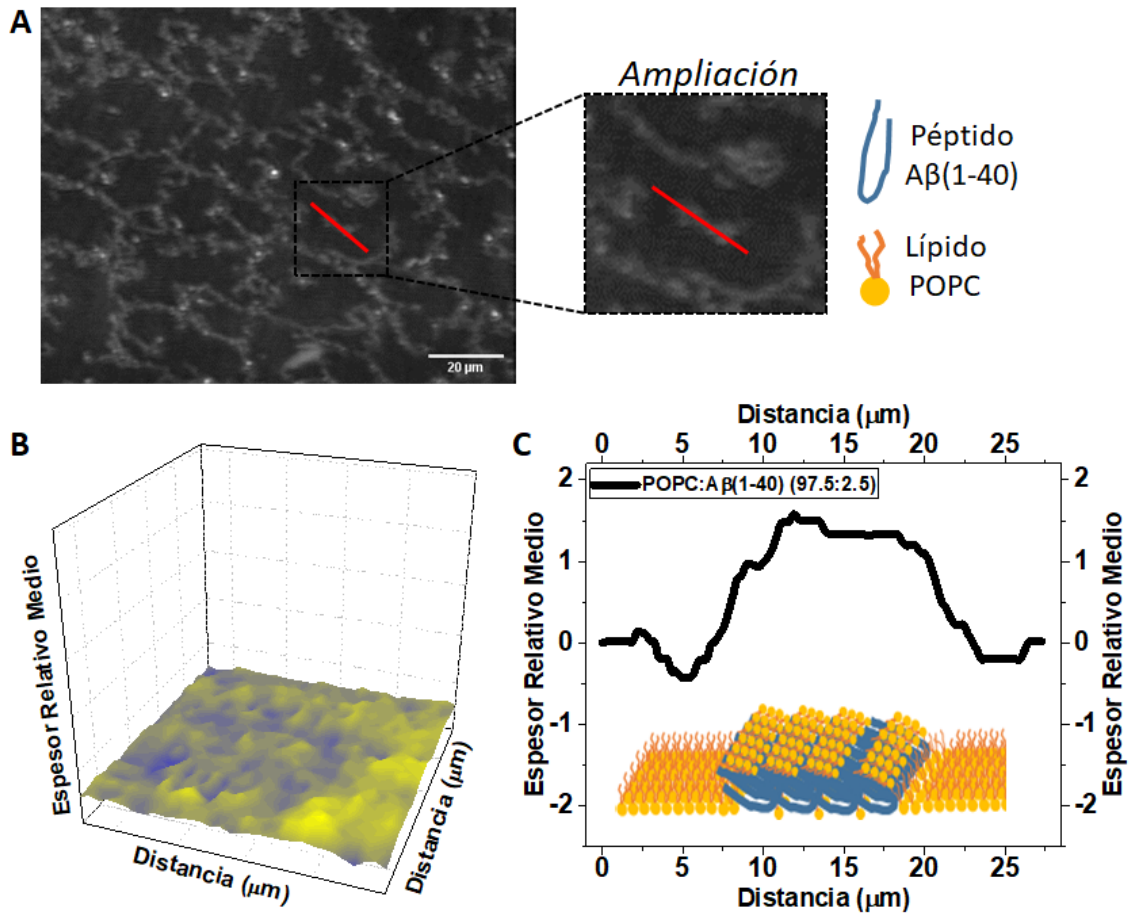 A
Ampliación
Péptido
Aβ(1-40)
Lípido
POPC
20 µm
B
Espesor Relativo Medio
Distancia (µm)
Distancia (µm)
C
Distancia (µm)
0 5 10 15 20 25
POPC:Aβ(1-40) (97.5:2.5)
Espesor Relativo Medio
2
1
0
-1
-2
2
1
0
-1
-2
Espesor Relativo Medio
0 5 10 15 20 25
Distancia (µm)